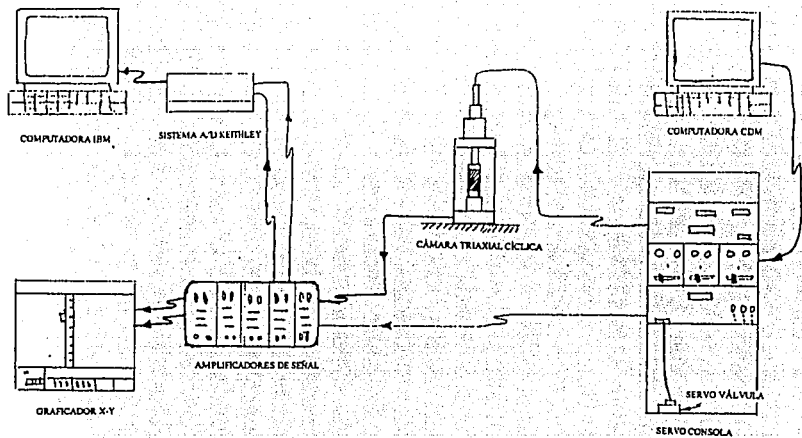 COMPUTADORA IBM
SISTEMA A/D KEITHLEY
COMPUTADORA CDM
CÁMARA TRIAXIAL CÍCLICA
AMPLIFICADORES DE SEÑAL
GRAFICADOR X-Y
SERVO VÁLVULA
SERVO CONSOLA